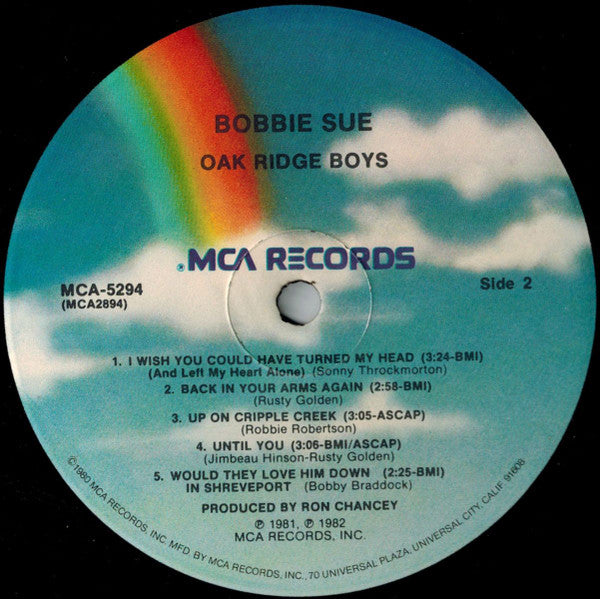 BOBBIE SUE
OAK RIDGE BOYS
MCA RECORDS
MCA-5294
(MCA2894)
Side 2
1. I WISH YOU COULD HAVE TURNED MY HEAD (3:24-BMI)
(And Left My Heart Alone) (Sonny Throckmorton)
2. BACK IN YOUR ARMS AGAIN (2:58-BMI)
(Rusty Golden)
3. UP ON CRIPPLE CREEK (3:05-ASCAP)
(Robbie Robertson)
4. UNTIL YOU (3:06-BMI/ASCAP)
(Jimbeau Hinson-Rusty Golden)
5. WOULD THEY LOVE HIM DOWN (2:25-BMI)
IN SHREVEPORT (Bobby Braddock)
PRODUCED BY RON CHANCEY
℗ 1981, ℗ 1982
MCA RECORDS, INC.
©1980 MCA RECORDS, INC. MFD. BY MCA RECORDS, INC., 70 UNIVERSAL PLAZA, UNIVERSAL CITY, CALIF. 91608